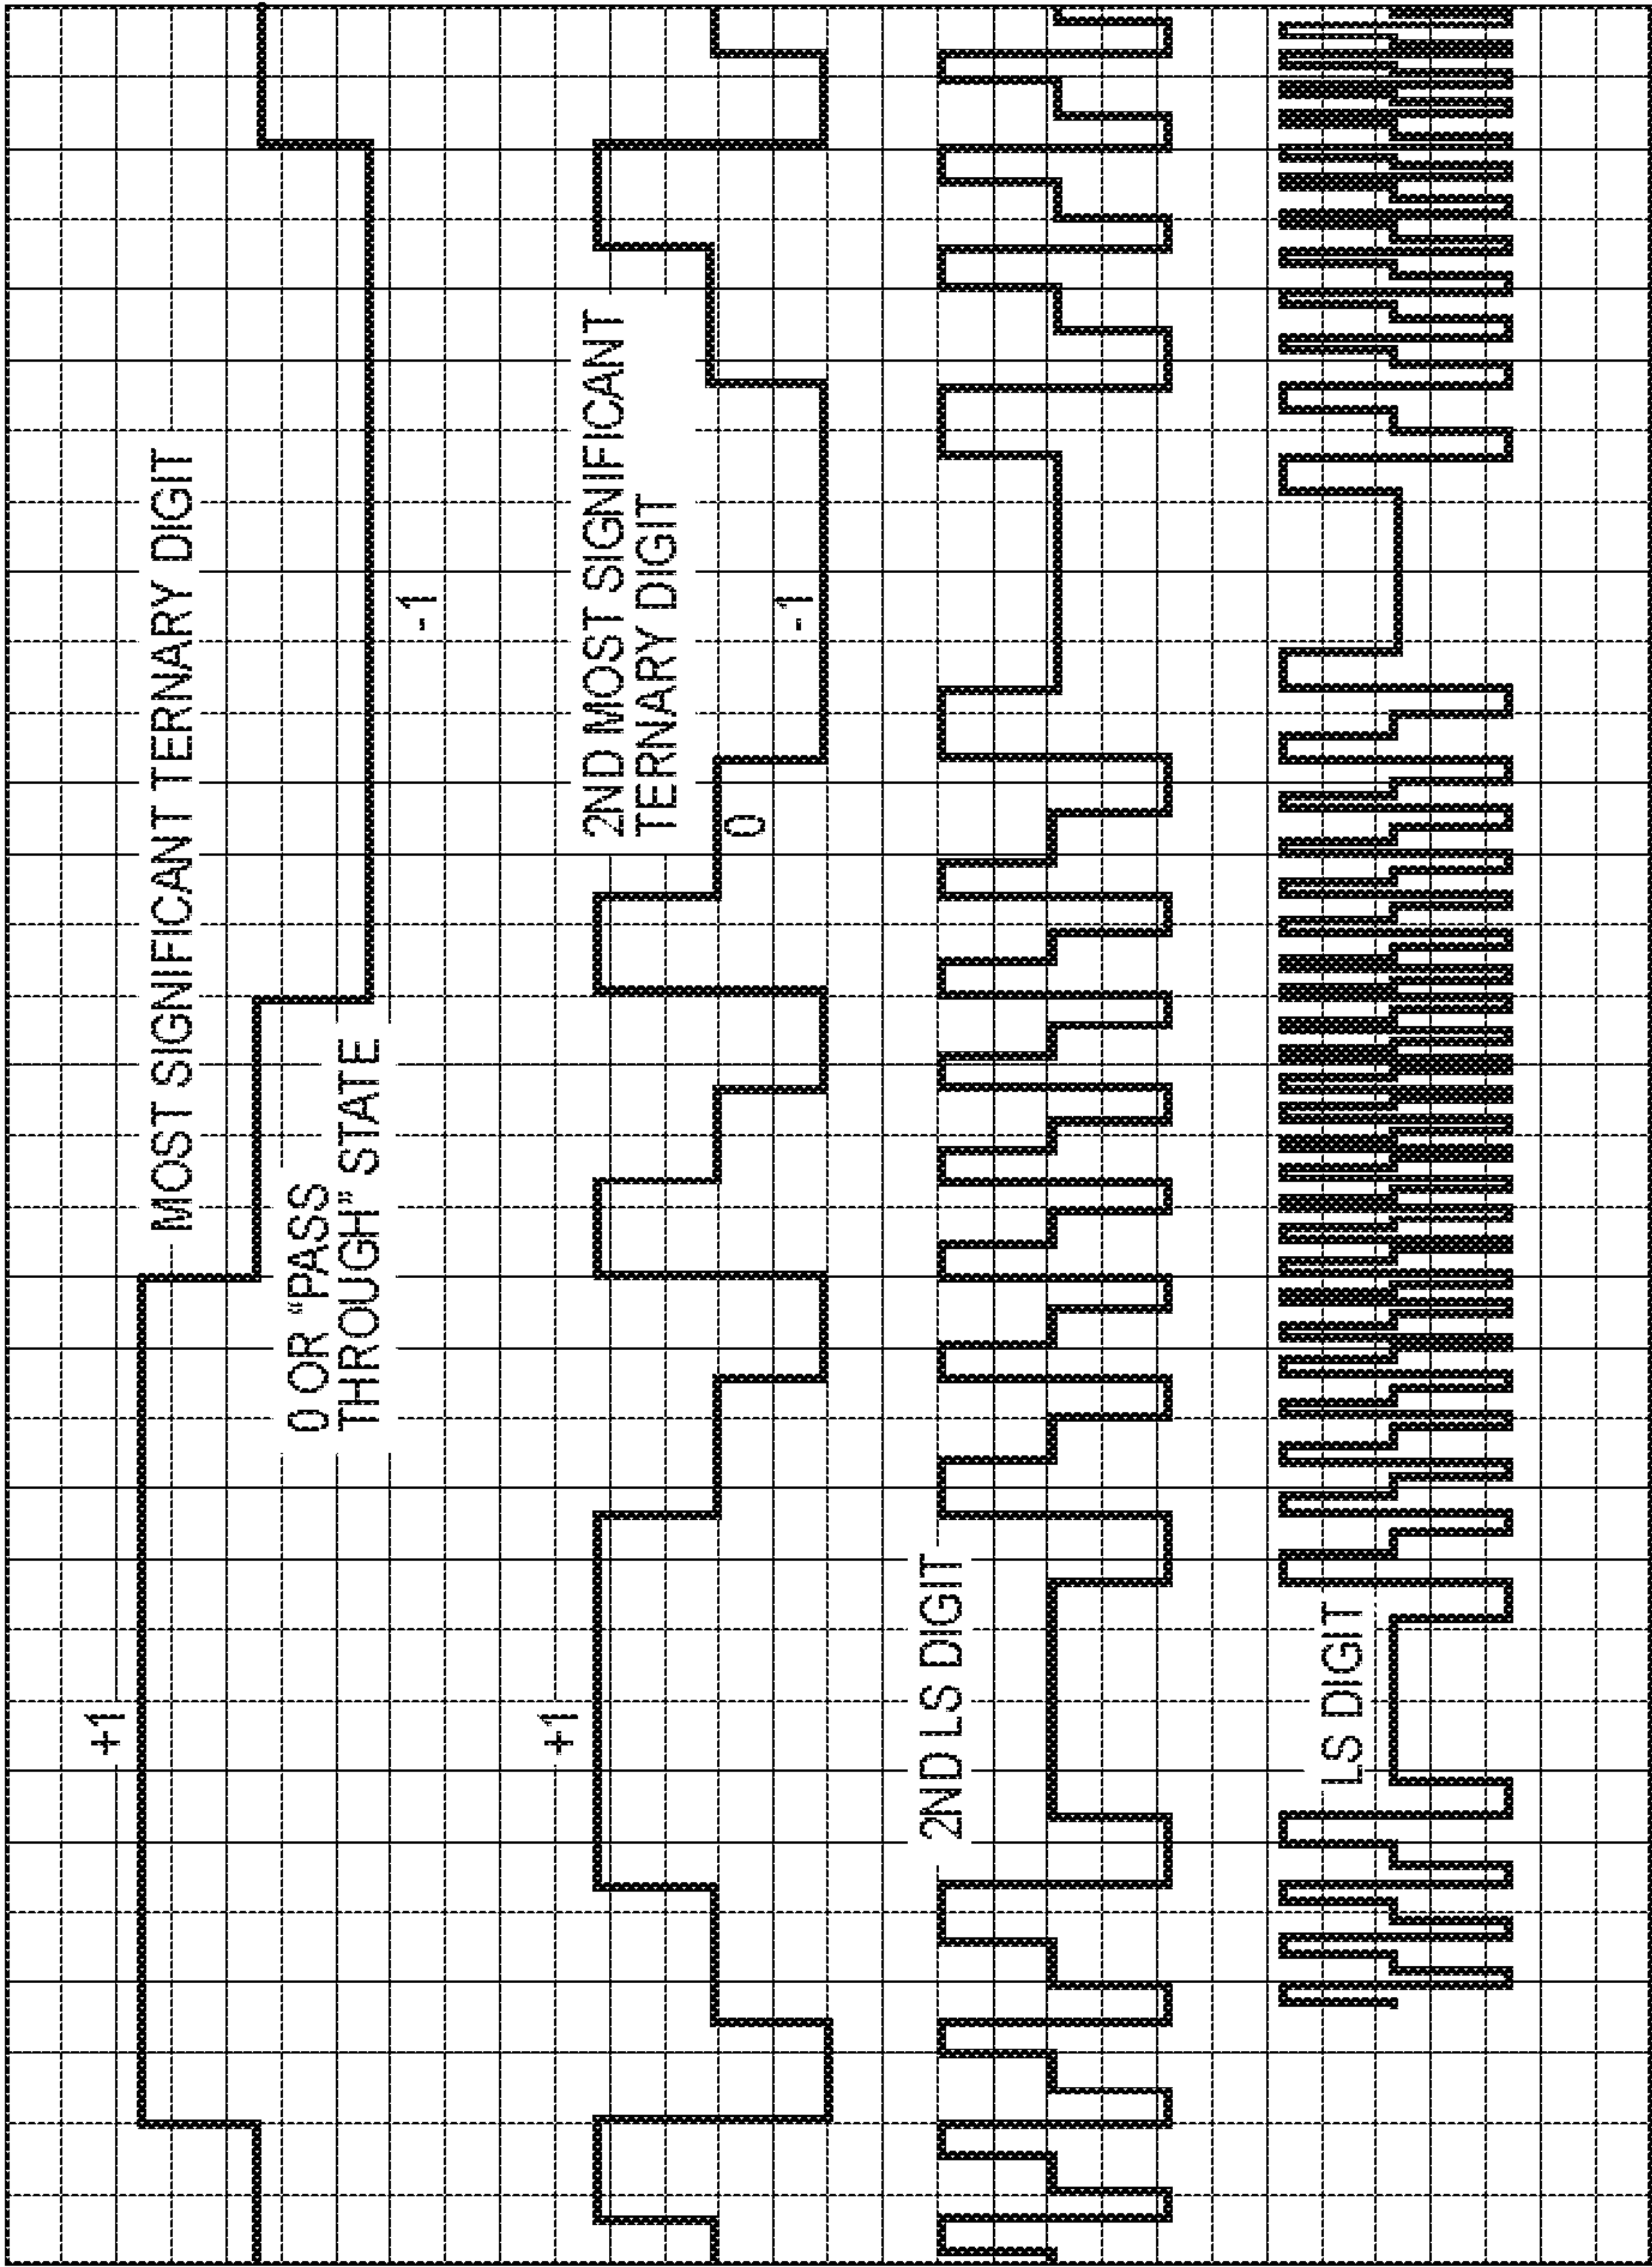 MOST SIGNIFICANT TERNARY DIGIT
+1
0 OR "PASS
THROUGH" STATE
-1
+1
2ND MOST SIGNIFICANT
TERNARY DIGIT
0
-1
2ND LS DIGIT
LS DIGIT